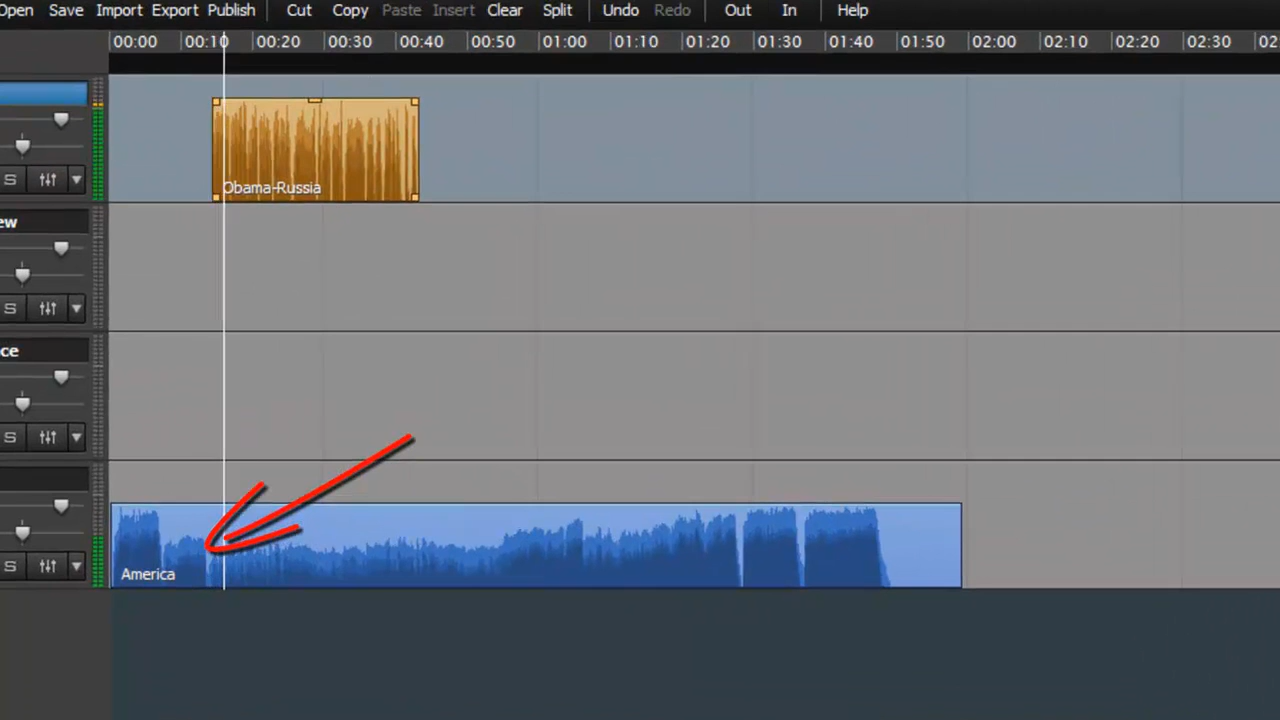 Open Save Import Export Publish Cut Copy Paste Insert Clear Split Undo Redo Out In Help
00:00 00:10 00:20 00:30 00:40 00:50 01:00 01:10 01:20 01:30 01:40 01:50 02:00 02:10 02:20 02:30 02
Obama-Russia
S
ew
S
ce
S
America
S